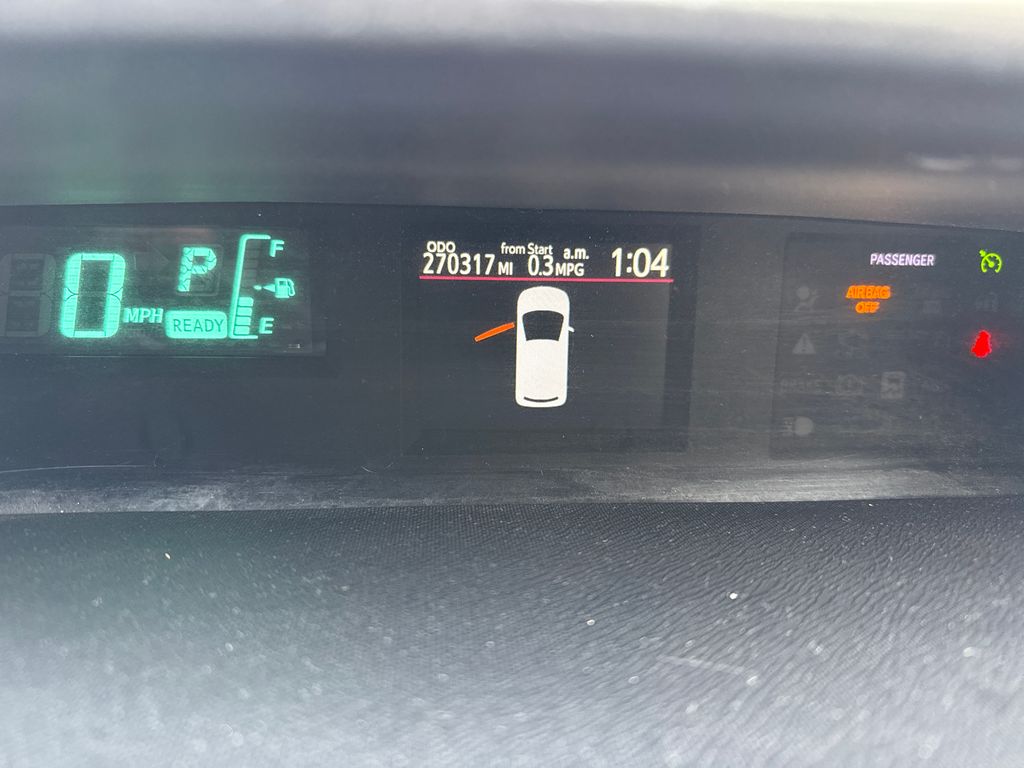 0 MPH
P
READY
F
E
ODO
from Start
a.m.
270317 MI
0.3 MPG
1:04
PASSENGER
AIRBAG
OFF